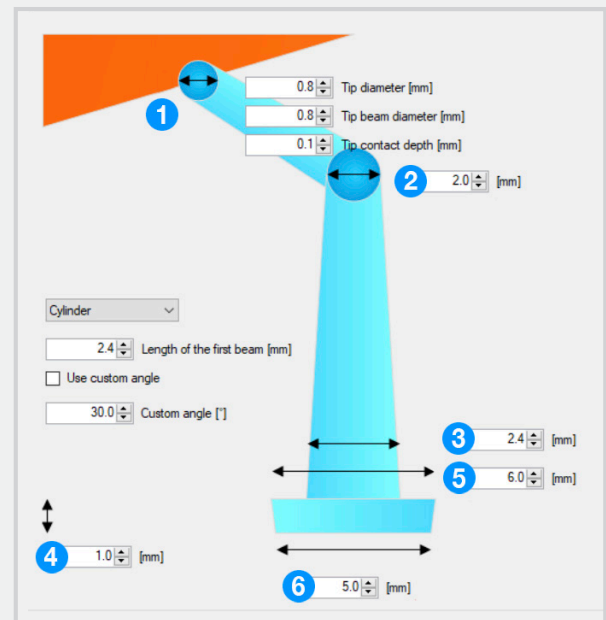 0.8 Tip diameter [mm]
1
0.8 Tip beam diameter [mm]
0.1 Tip contact depth [mm]
2 2.0 [mm]
Cylinder
2.4 Length of the first beam [mm]
Use custom angle
30.0 Custom angle [°]
3 2.4 [mm]
5 6.0 [mm]
4 1.0 [mm]
6 5.0 [mm]